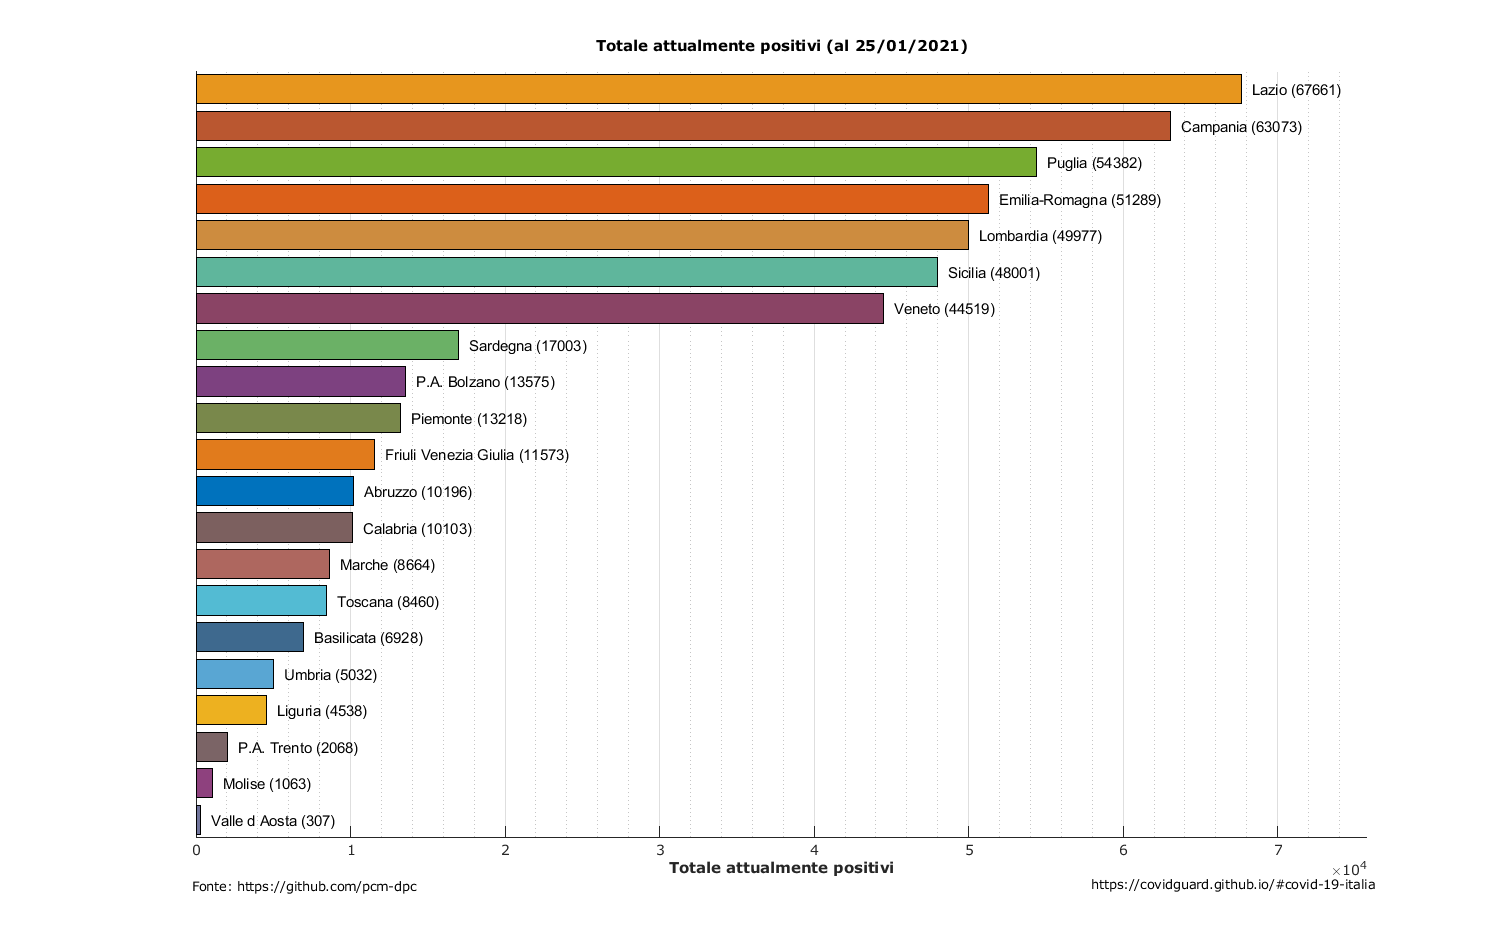 Totale attualmente positivi (al 25/01/2021)
Lazio (67661)
Campania (63073)
Puglia (54382)
Emilia-Romagna (51289)
Lombardia (49977)
Sicilia (48001)
Veneto (44519)
Sardegna (17003)
P.A. Bolzano (13575)
Piemonte (13218)
Friuli Venezia Giulia (11573)
Abruzzo (10196)
Calabria (10103)
Marche (8664)
Toscana (8460)
Basilicata (6928)
Umbria (5032)
Liguria (4538)
P.A. Trento (2068)
Molise (1063)
Valle d Aosta (307)
0 1 2 3 4 5 6 7
×10⁴
Totale attualmente positivi
Fonte: https://github.com/pcm-dpc
https://covidguard.github.io/#covid-19-italia